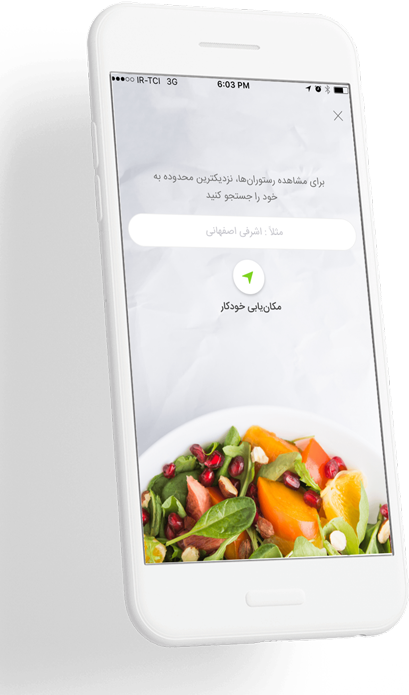 IR-TCI 3G 6:03 PM
برای مشاهده رستوران‌ها، نزدیکترین محدوده به
خود را جستجو کنید
مثلاً : اشرفی اصفهانی
مکان‌یابی خودکار